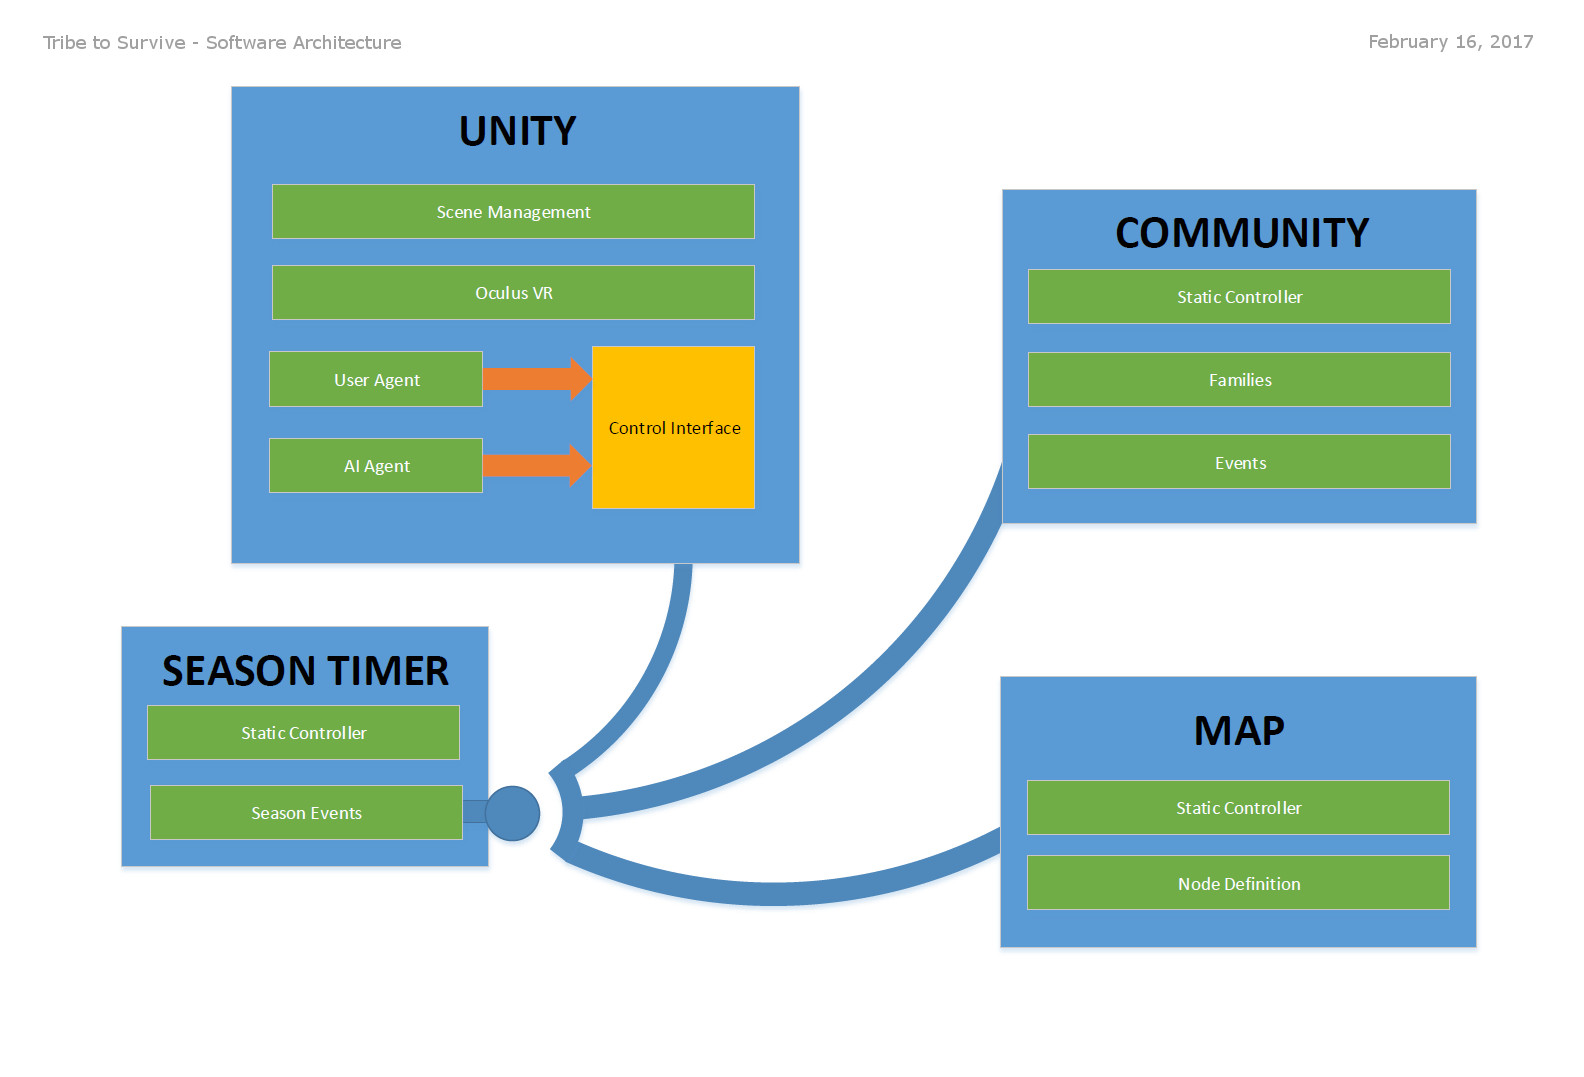 Tribe to Survive - Software Architecture
February 16, 2017
UNITY
Scene Management
Oculus VR
User Agent
AI Agent
Control Interface
COMMUNITY
Static Controller
Families
Events
SEASON TIMER
Static Controller
Season Events
MAP
Static Controller
Node Definition